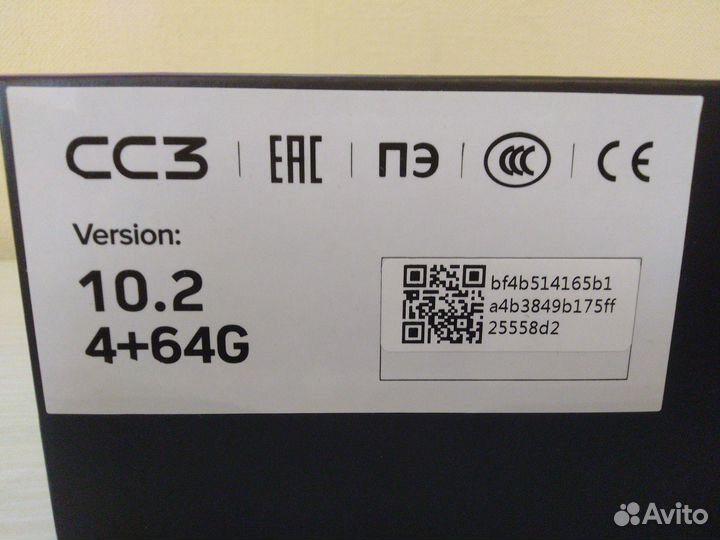 CC3 | EAC | ПЭ | CCC | CE
Version:
10.2
4+64G
bf4b514165b1
a4b3849b175ff
25558d2
Avito